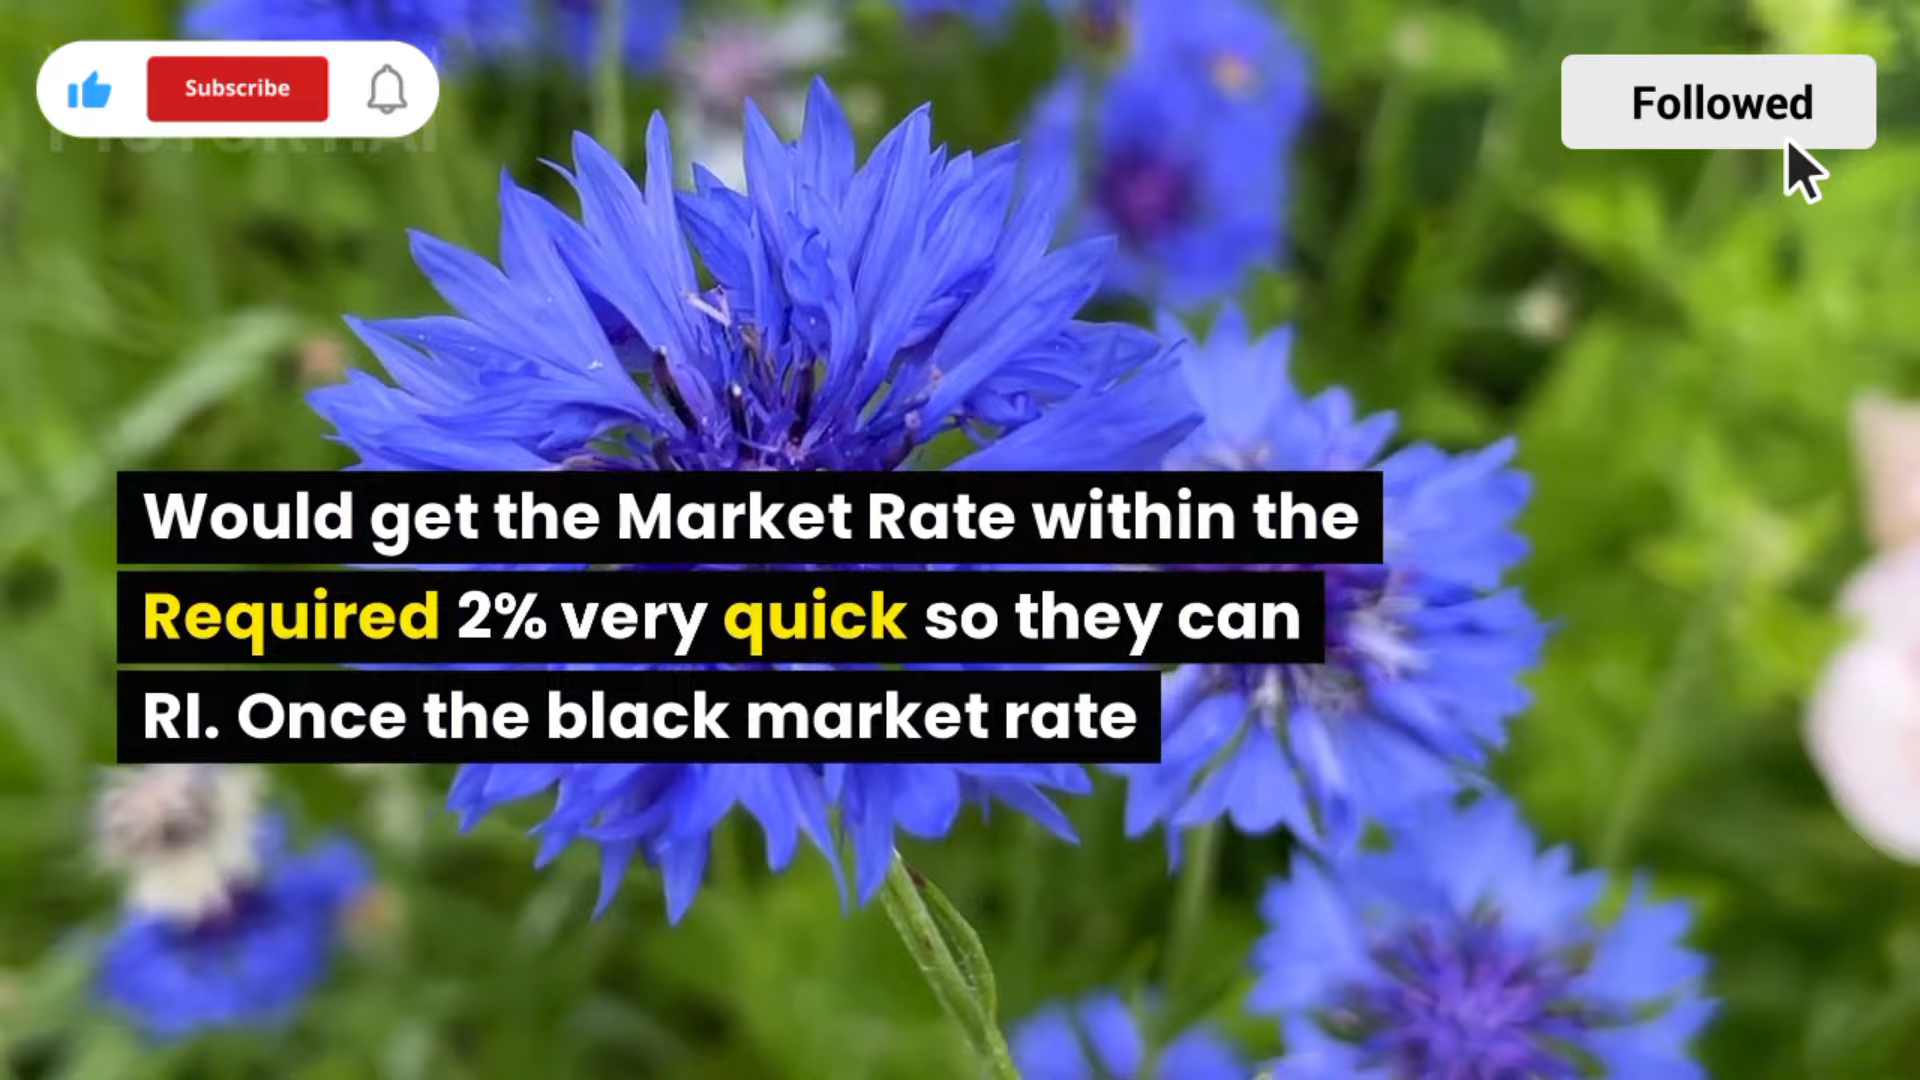 Subscribe
Followed
Would get the Market Rate within the
Required 2% very quick so they can
RI. Once the black market rate